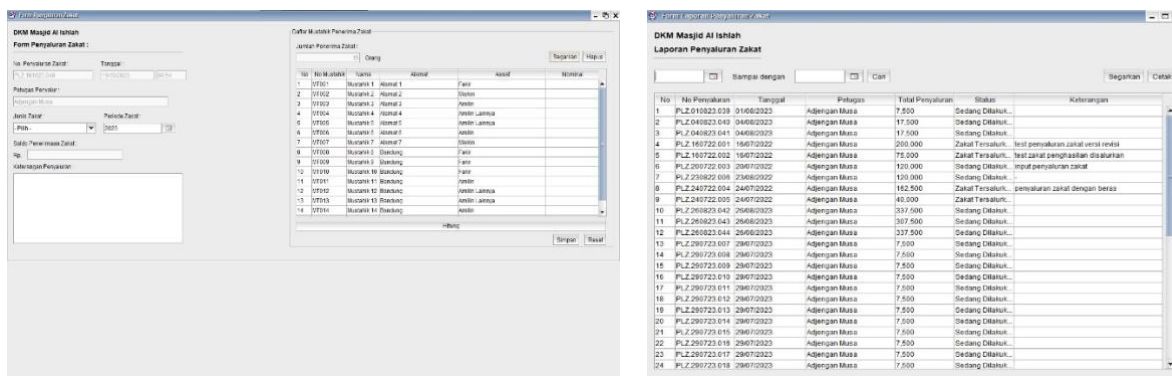 Form Penyaluran Zakat
DKM Masjid Al Ishlah
Form Penyaluran Zakat :
No. Penyaluran Zakat:
Tanggal :
Petugas Penyalur :
Adjengan Musa
Jenis Zakat:
Periode Zakat:
- Pilih -
2023
Saldo Penerimaan Zakat:
Rp.
Keterangan Penyaluran:
Daftar Mustahik Penerima Zakat
Jumlah Penerima Zakat:
Orang
Segarkan
Hapus
No No Mustahik Nama Alamat Asnaf Nominal
1 MT001 Mustahik 1 Alamat 1 Fakir
2 MT002 Mustahik 2 Alamat 2 Miskin
3 MT003 Mustahik 3 Alamat 3 Amilin
4 MT004 Mustahik 4 Alamat 4 Amilin Lainnya
5 MT005 Mustahik 5 Alamat 5 Fakir
6 MT006 Mustahik 6 Alamat 6 Amilin
7 MT007 Mustahik 7 Alamat 7 Miskin
8 MT008 Mustahik 8 Bandung Fakir
9 MT009 Mustahik 9 Bandung Fakir
10 MT010 Mustahik 10 Bandung Fakir
11 MT011 Mustahik 11 Bandung Amilin
12 MT012 Mustahik 12 Bandung Amilin Lainnya
13 MT013 Mustahik 13 Bandung Amilin Lainnya
14 MT014 Mustahik 14 Bandung Amilin
Hitung
Simpan
Reset
Form Laporan Penyaluran Zakat
DKM Masjid Al Ishlah
Laporan Penyaluran Zakat
Sampai dengan
Cari
Segarkan
Cetak
No No Penyaluran Tanggal Petugas Total Penyaluran Status Keterangan
1 PLZ.010823.039 01/08/2023 Adjengan Musa 7,500 Sedang Dilakuk...
2 PLZ.040823.040 04/08/2023 Adjengan Musa 17,500 Sedang Dilakuk...
3 PLZ.040823.041 04/08/2023 Adjengan Musa 17,500 Sedang Dilakuk...
4 PLZ.160722.001 16/07/2022 Adjengan Musa 200,000 Zakat Tersalurk... test penyaluran zakat versi revisi
5 PLZ.160722.002 16/07/2022 Adjengan Musa 75,000 Zakat Tersalurk... test zakat penghasilan disalurkan
6 PLZ.200722.003 20/07/2022 Adjengan Musa 120,000 Sedang Dilakuk... input penyaluran zakat
7 PLZ.230822.006 23/08/2022 Adjengan Musa 120,000 Sedang Dilakuk... -
8 PLZ.240722.004 24/07/2022 Adjengan Musa 162,500 Zakat Tersalurk... penyaluran zakat dengan beras
9 PLZ.240722.005 24/07/2022 Adjengan Musa 40,000 Zakat Tersalurk...
10 PLZ.260823.042 26/08/2023 Adjengan Musa 337,500 Sedang Dilakuk...
11 PLZ.260823.043 26/08/2023 Adjengan Musa 307,500 Sedang Dilakuk...
12 PLZ.260823.044 26/08/2023 Adjengan Musa 337,500 Sedang Dilakuk...
13 PLZ.290723.007 29/07/2023 Adjengan Musa 7,500 Sedang Dilakuk...
14 PLZ.290723.008 29/07/2023 Adjengan Musa 7,500 Sedang Dilakuk...
15 PLZ.290723.009 29/07/2023 Adjengan Musa 7,500 Sedang Dilakuk...
16 PLZ.290723.010 29/07/2023 Adjengan Musa 7,500 Sedang Dilakuk...
17 PLZ.290723.011 29/07/2023 Adjengan Musa 7,500 Sedang Dilakuk...
18 PLZ.290723.012 29/07/2023 Adjengan Musa 7,500 Sedang Dilakuk...
19 PLZ.290723.013 29/07/2023 Adjengan Musa 7,500 Sedang Dilakuk...
20 PLZ.290723.014 29/07/2023 Adjengan Musa 7,500 Sedang Dilakuk...
21 PLZ.290723.015 29/07/2023 Adjengan Musa 7,500 Sedang Dilakuk...
22 PLZ.290723.016 29/07/2023 Adjengan Musa 7,500 Sedang Dilakuk...
23 PLZ.290723.017 29/07/2023 Adjengan Musa 7,500 Sedang Dilakuk...
24 PLZ.290723.018 29/07/2023 Adjengan Musa 7,500 Sedang Dilakuk...